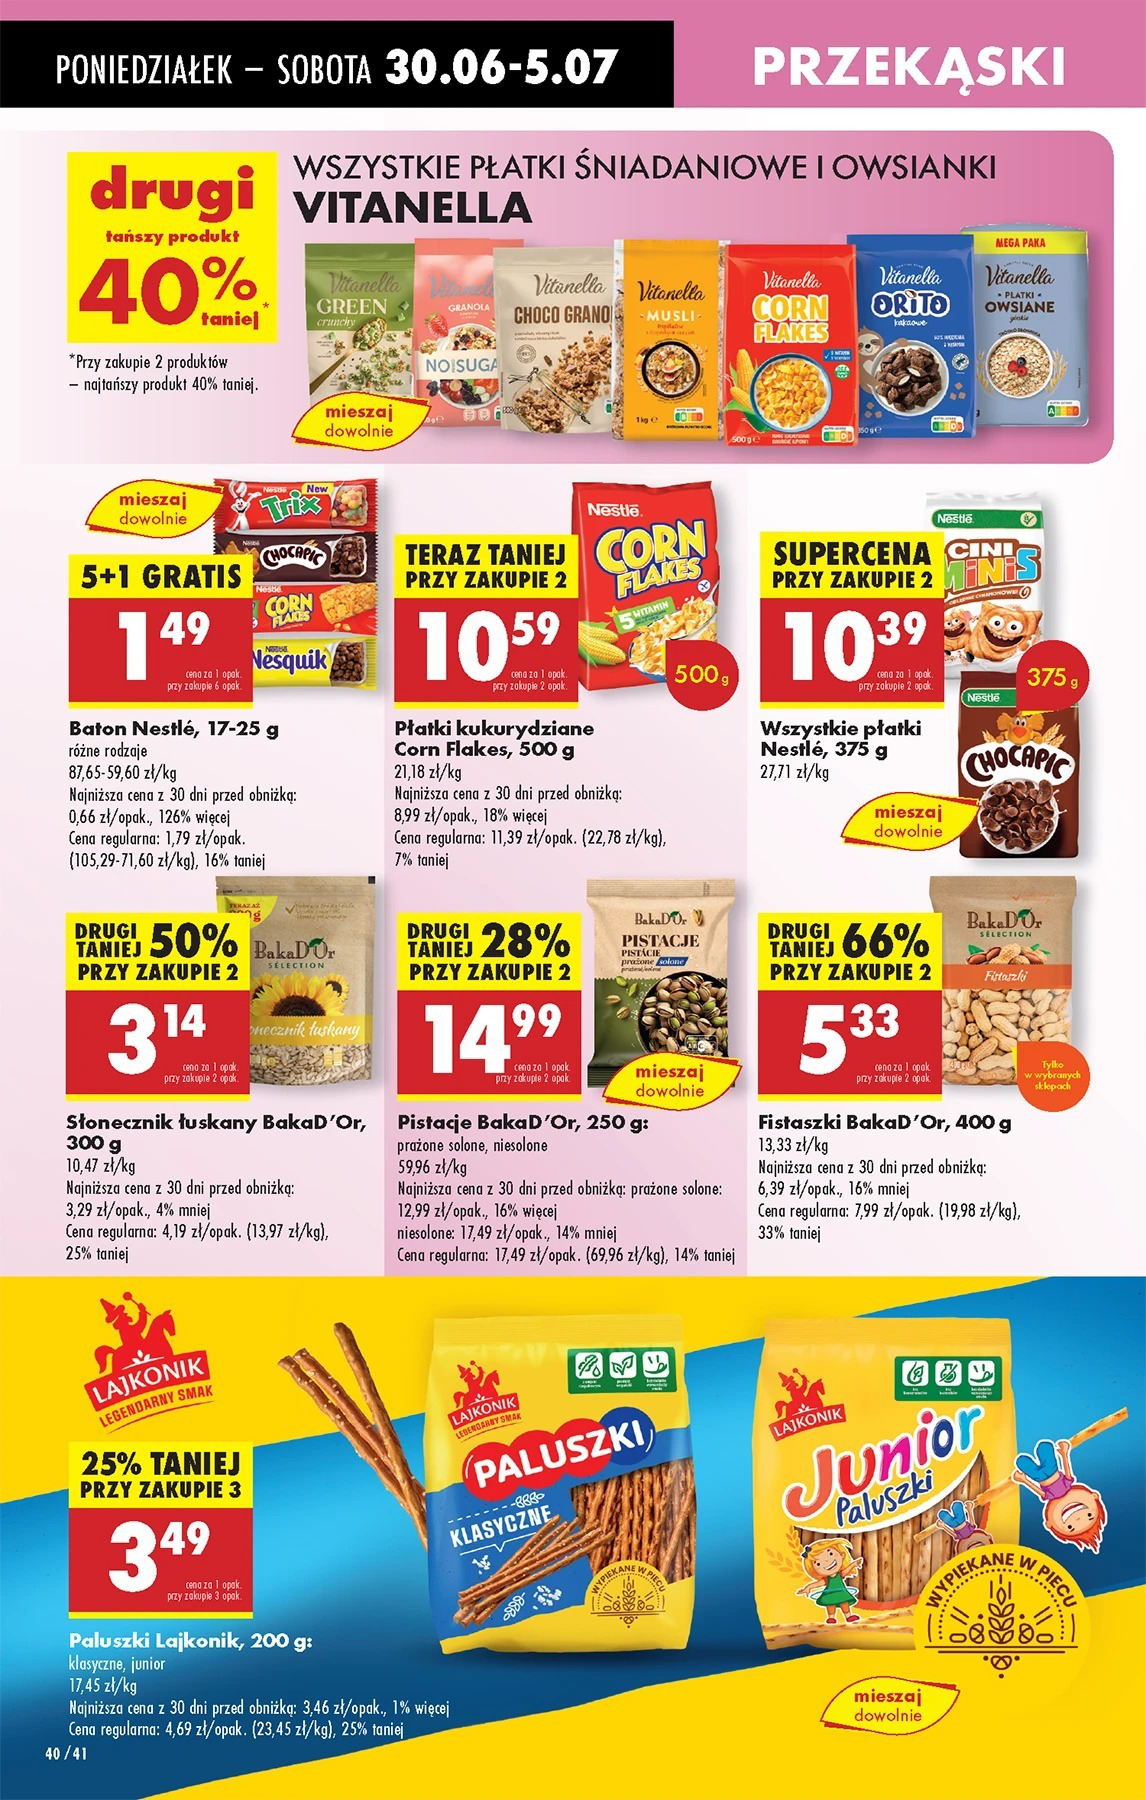 PONIEDZIAŁEK – SOBOTA 30.06-5.07
PRZEKĄSKI
drugi
tańszy produkt
40%*
taniej
*Przy zakupie 2 produktów
– najtańszy produkt 40% taniej.
WSZYSTKIE PŁATKI ŚNIADANIOWE I OWSIANKI
VITANELLA
Vitanella
GREEN
crunchy
Vitanella
GRANOLA
NO SUGA
Vitanella
CHOCO GRANO
Vitanella
MUSLI
1 kg
Vitanella
CORN
FLAKES
500 g
Vitanella
ORITO
kakaowe
MEGA PAKA
Vitanella
PŁATKI
OWSIANE
mieszaj
dowolnie
mieszaj
dowolnie
Nestlé
Trix
New
CHOCAPIC
Nestlé
CORN
FLAKES
Nesquik
5+1 GRATIS
1 49
cena za 1 opak.
przy zakupie 6 opak.
Baton Nestlé, 17-25 g
różne rodzaje
87,65-59,60 zł/kg
Najniższa cena z 30 dni przed obniżką:
0,66 zł/opak., 126% więcej
Cena regularna: 1,79 zł/opak.
(105,29-71,60 zł/kg), 16% taniej
TERAZ TANIEJ
PRZY ZAKUPIE 2
10 59
cena za 1 opak.
przy zakupie 2 opak.
Nestlé
CORN
FLAKES
5 WITAMIN
500 g
Płatki kukurydziane
Corn Flakes, 500 g
21,18 zł/kg
Najniższa cena z 30 dni przed obniżką:
8,99 zł/opak., 18% więcej
Cena regularna: 11,39 zł/opak. (22,78 zł/kg),
7% taniej
SUPERCENA
PRZY ZAKUPIE 2
10 39
cena za 1 opak.
przy zakupie 2 opak.
Nestlé
CINI
MINIS
375 g
Nestlé
CHOCAPIC
Wszystkie płatki
Nestlé, 375 g
27,71 zł/kg
mieszaj
dowolnie
DRUGI
TANIEJ 50%
PRZY ZAKUPIE 2
3 14
cena za 1 opak.
przy zakupie 2 opak.
BakaD'Or
SELECTION
onecznik łuskany
Słonecznik łuskany BakaD’Or,
300 g
10,47 zł/kg
Najniższa cena z 30 dni przed obniżką:
3,29 zł/opak., 4% mniej
Cena regularna: 4,19 zł/opak. (13,97 zł/kg),
25% taniej
DRUGI
TANIEJ 28%
PRZY ZAKUPIE 2
14 99
cena za 1 opak.
przy zakupie 2 opak.
BakaD'Or
PISTACJE
PISTÁCIE
prażone solone
mieszaj
dowolnie
Pistacje BakaD’Or, 250 g:
prażone solone, niesolone
59,96 zł/kg
Najniższa cena z 30 dni przed obniżką: prażone solone:
12,99 zł/opak., 16% więcej
niesolone: 17,49 zł/opak., 14% mniej
Cena regularna: 17,49 zł/opak. (69,96 zł/kg), 14% taniej
DRUGI
TANIEJ 66%
PRZY ZAKUPIE 2
5 33
cena za 1 opak.
przy zakupie 2 opak.
BakaD'Or
SELECTION
Fistaszki
Tylko
w wybranych
sklepach
Fistaszki BakaD’Or, 400 g
13,33 zł/kg
Najniższa cena z 30 dni przed obniżką:
6,39 zł/opak., 16% mniej
Cena regularna: 7,99 zł/opak. (19,98 zł/kg),
33% taniej
LAJKONIK
LEGENDARNY SMAK
25% TANIEJ
PRZY ZAKUPIE 3
3 49
cena za 1 opak.
przy zakupie 3 opak.
LAJKONIK
LEGENDARNY SMAK
PALUSZKI
KLASYCZNE
WYPIEKANE W PIECU
LAJKONIK
Junior
Paluszki
WYPIEKANE W PIECU
Paluszki Lajkonik, 200 g:
klasyczne, junior
17,45 zł/kg
Najniższa cena z 30 dni przed obniżką: 3,46 zł/opak., 1% więcej
Cena regularna: 4,69 zł/opak. (23,45 zł/kg), 25% taniej
mieszaj
dowolnie
40 / 41